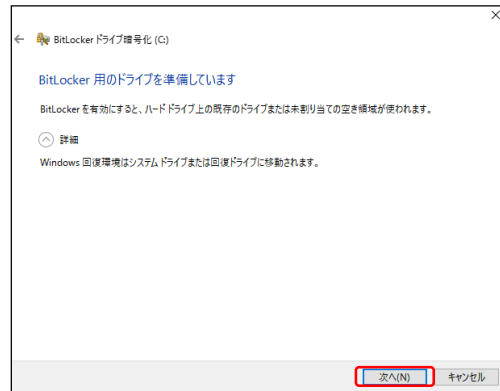 BitLocker ドライブ暗号化 (C:)
BitLocker 用のドライブを準備しています
BitLocker を有効にすると、ハード ドライブ上の既存のドライブまたは未割り当ての空き領域が使われます。
詳細
Windows 回復環境はシステム ドライブまたは回復ドライブに移動されます。
次へ(N) キャンセル